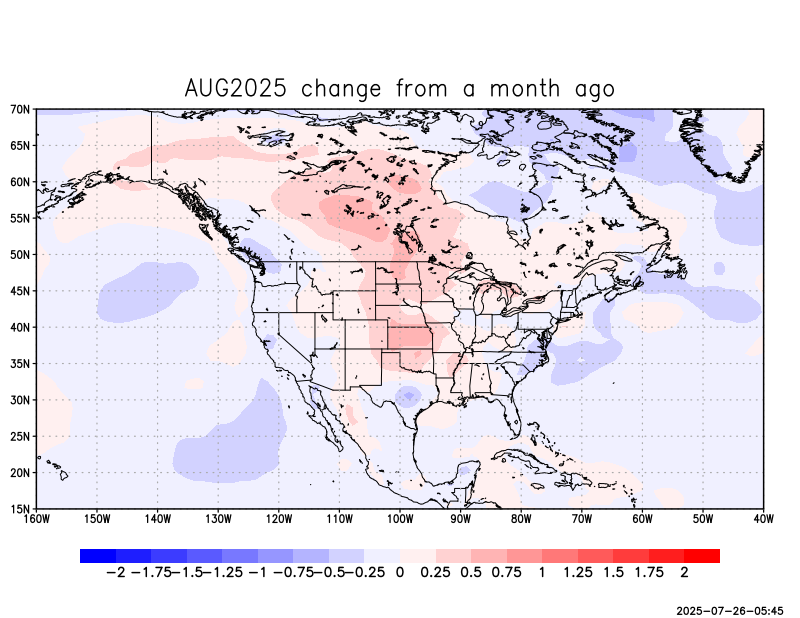 AUG2025 change from a month ago
70N
65N
60N
55N
50N
45N
40N
35N
30N
25N
20N
15N
160W 150W 140W 130W 120W 110W 100W 90W 80W 70W 60W 50W 40W
−2 −1.75 −1.5 −1.25 −1 −0.75 −0.5 −0.25 0 0.25 0.5 0.75 1 1.25 1.5 1.75 2
2025-07-26-05:45